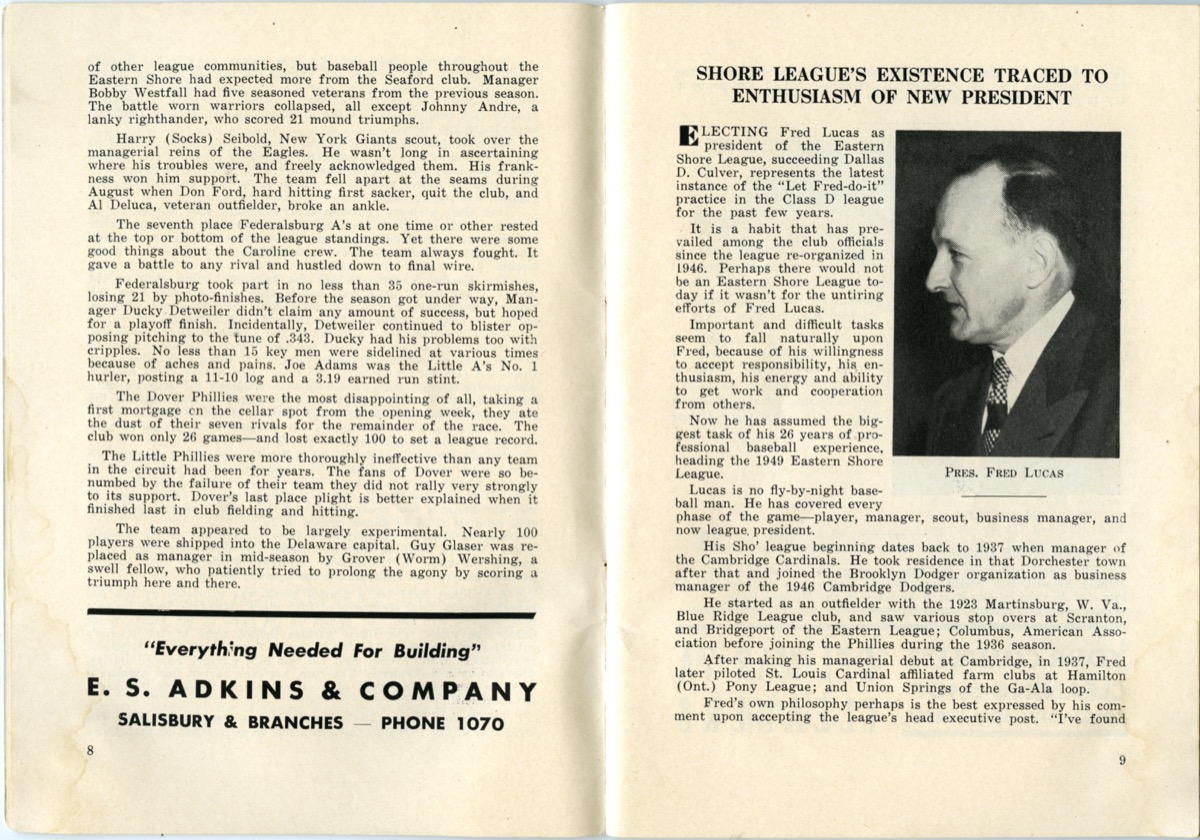 of other league communities, but baseball people throughout the
Eastern Shore had expected more from the Seaford club. Manager
Bobby Westfall had five seasoned veterans from the previous season.
The battle worn warriors collapsed, all except Johnny Andre, a
lanky righthander, who scored 21 mound triumphs.
Harry (Socks) Seibold, New York Giants scout, took over the
managerial reins of the Eagles. He wasn't long in ascertaining
where his troubles were, and freely acknowledged them. His frank-
ness won him support. The team fell apart at the seams during
August when Don Ford, hard hitting first sacker, quit the club, and
Al Deluca, veteran outfielder, broke an ankle.
The seventh place Federalsburg A's at one time or other rested
at the top or bottom of the league standings. Yet there were some
good things about the Caroline crew. The team always fought. It
gave a battle to any rival and hustled down to final wire.
Federalsburg took part in no less than 35 one-run skirmishes,
losing 21 by photo-finishes. Before the season got under way, Man-
ager Ducky Detweiler didn't claim any amount of success, but hoped
for a playoff finish. Incidentally, Detweiler continued to blister op-
posing pitching to the tune of .343. Ducky had his problems too with
cripples. No less than 15 key men were sidelined at various times
because of aches and pains. Joe Adams was the Little A's No. 1
hurler, posting a 11-10 log and a 3.19 earned run stint.
The Dover Phillies were the most disappointing of all, taking a
first mortgage on the cellar spot from the opening week, they ate
the dust of their seven rivals for the remainder of the race. The
club won only 26 games—and lost exactly 100 to set a league record.
The Little Phillies were more thoroughly ineffective than any team
in the circuit had been for years. The fans of Dover were so be-
numbed by the failure of their team they did not rally very strongly
to its support. Dover's last place plight is better explained when it
finished last in club fielding and hitting.
The team appeared to be largely experimental. Nearly 100
players were shipped into the Delaware capital. Guy Glaser was re-
placed as manager in mid-season by Grover (Worm) Wershing, a
swell fellow, who patiently tried to prolong the agony by scoring a
triumph here and there.
"Everything Needed For Building"
E. S. ADKINS & COMPANY
SALISBURY & BRANCHES — PHONE 1070
8
SHORE LEAGUE'S EXISTENCE TRACED TO
ENTHUSIASM OF NEW PRESIDENT
ELECTING Fred Lucas as
president of the Eastern
Shore League, succeeding Dallas
D. Culver, represents the latest
instance of the "Let Fred-do-it"
practice in the Class D league
for the past few years.
It is a habit that has pre-
vailed among the club officials
since the league re-organized in
1946. Perhaps there would not
be an Eastern Shore League to-
day if it wasn't for the untiring
efforts of Fred Lucas.
Important and difficult tasks
seem to fall naturally upon
Fred, because of his willingness
to accept responsibility, his en-
thusiasm, his energy and ability
to get work and cooperation
from others.
Now he has assumed the big-
gest task of his 26 years of pro-
fessional baseball experience,
heading the 1949 Eastern Shore
League.
PRES. FRED LUCAS
Lucas is no fly-by-night base-
ball man. He has covered every
phase of the game—player, manager, scout, business manager, and
now league president.
His Sho' league beginning dates back to 1937 when manager of
the Cambridge Cardinals. He took residence in that Dorchester town
after that and joined the Brooklyn Dodger organization as business
manager of the 1946 Cambridge Dodgers.
He started as an outfielder with the 1923 Martinsburg, W. Va.,
Blue Ridge League club, and saw various stop overs at Scranton,
and Bridgeport of the Eastern League; Columbus, American Asso-
ciation before joining the Phillies during the 1936 season.
After making his managerial debut at Cambridge, in 1937, Fred
later piloted St. Louis Cardinal affiliated farm clubs at Hamilton
(Ont.) Pony League; and Union Springs of the Ga-Ala loop.
Fred's own philosophy perhaps is the best expressed by his com-
ment upon accepting the league's head executive post. "I've found
9